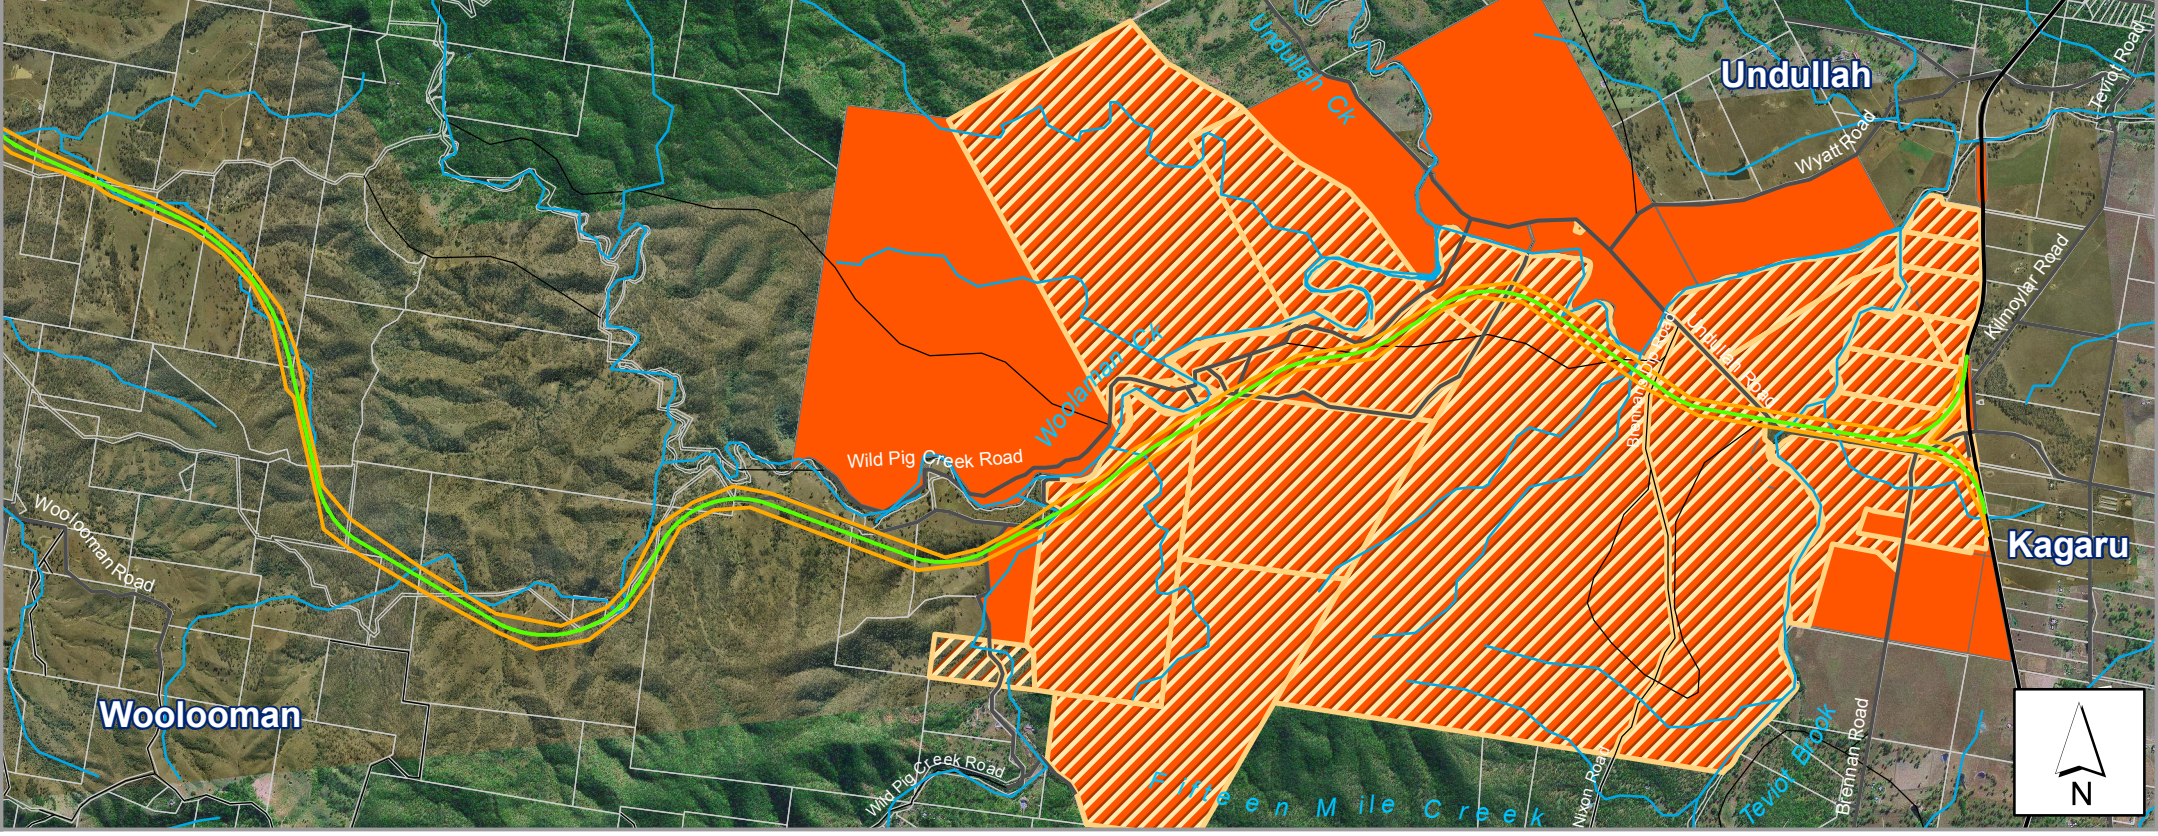 Undullah Ck
Undullah
Teviot Road
Wyatt Road
Kilmoylar Road
Woolaman Ck
Undullah Road
Brennans Dip Road
Wild Pig Creek Road
Woolooman Road
Kagaru
Woolooman
Wild Pig Creek Road
Fifteen Mile Creek
Nixon Road
Teviot Brook
Brennan Road
N